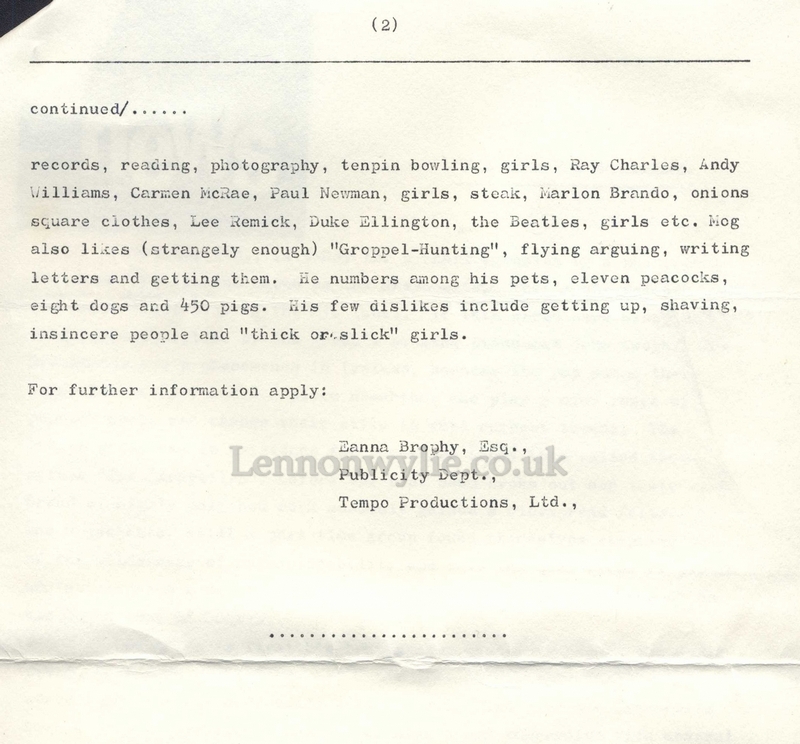 (2)
continued/......
records, reading, photography, tenpin bowling, girls, Ray Charles, Andy
Williams, Carmen McRae, Paul Newman, girls, steak, Marlon Brando, onions
square clothes, Lee Remick, Duke Ellington, the Beatles, girls etc. Mog
also likes (strangely enough) "Groppel-Hunting", flying arguing, writing
letters and getting them. He numbers among his pets, eleven peacocks,
eight dogs and 450 pigs. His few dislikes include getting up, shaving,
insincere people and "thick or slick" girls.
For further information apply:
Eanna Brophy, Esq.,
Lennonwylie.co.uk
Publicity Dept.,
Tempo Productions, Ltd.,
........................